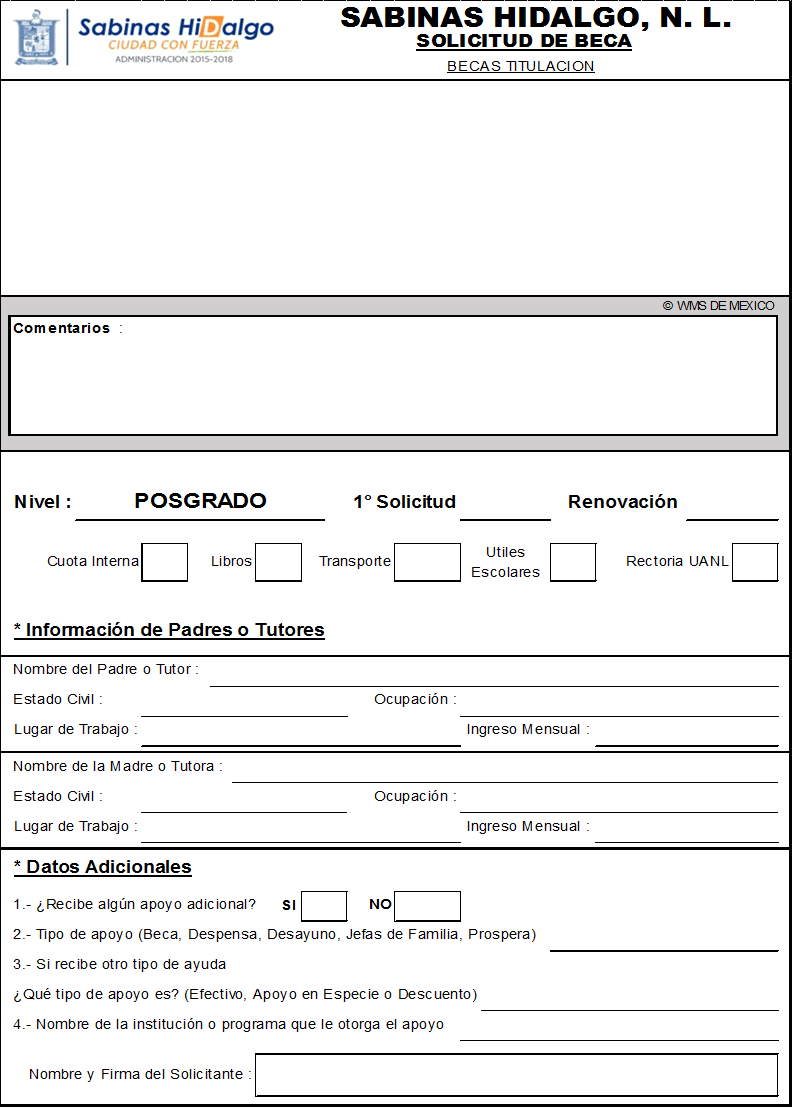 Sabinas HiDalgo
CIUDAD CON FUERZA
ADMINISTRACION 2015-2018
SABINAS HIDALGO, N. L.
SOLICITUD DE BECA
BECAS TITULACION
© WMS DE MEXICO
Comentarios :
Nivel : POSGRADO 1° Solicitud Renovación
Cuota Interna Libros Transporte Utiles Escolares Rectoria UANL
* Información de Padres o Tutores
Nombre del Padre o Tutor :
Estado Civil : Ocupación :
Lugar de Trabajo : Ingreso Mensual :
Nombre de la Madre o Tutora :
Estado Civil : Ocupación :
Lugar de Trabajo : Ingreso Mensual :
* Datos Adicionales
1.- ¿Recibe algún apoyo adicional? SI NO
2.- Tipo de apoyo (Beca, Despensa, Desayuno, Jefas de Familia, Prospera)
3.- Si recibe otro tipo de ayuda
¿Qué tipo de apoyo es? (Efectivo, Apoyo en Especie o Descuento)
4.- Nombre de la institución o programa que le otorga el apoyo
Nombre y Firma del Solicitante :